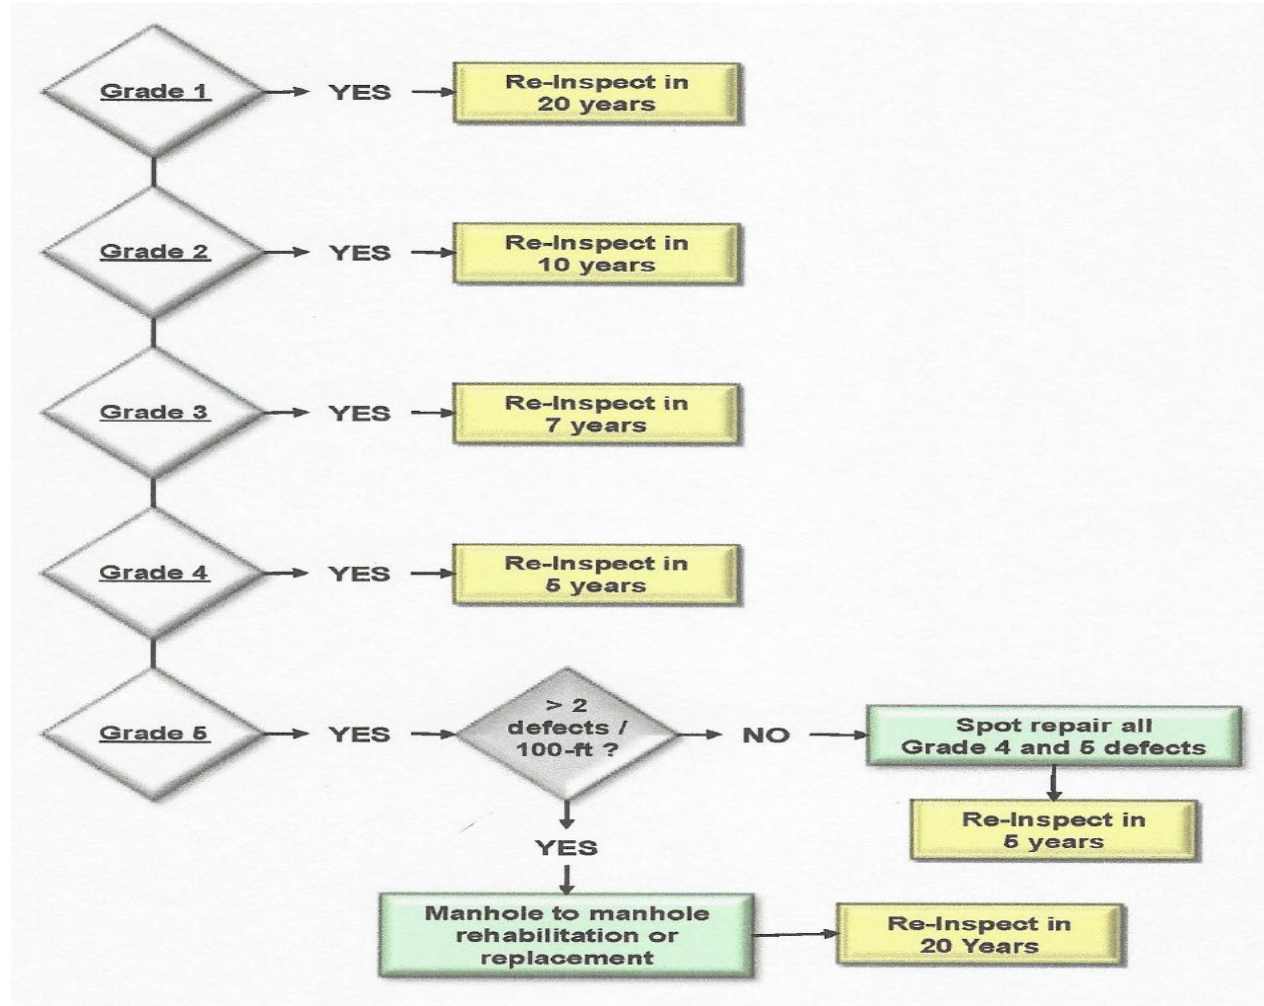 Grade 1
YES
Re-Inspect in
20 years
Grade 2
YES
Re-Inspect in
10 years
Grade 3
YES
Re-Inspect in
7 years
Grade 4
YES
Re-Inspect in
5 years
Grade 5
YES
> 2
defects /
100-ft ?
NO
Spot repair all
Grade 4 and 5 defects
Re-Inspect in
5 years
YES
Manhole to manhole
rehabilitation or
replacement
Re-Inspect in
20 Years